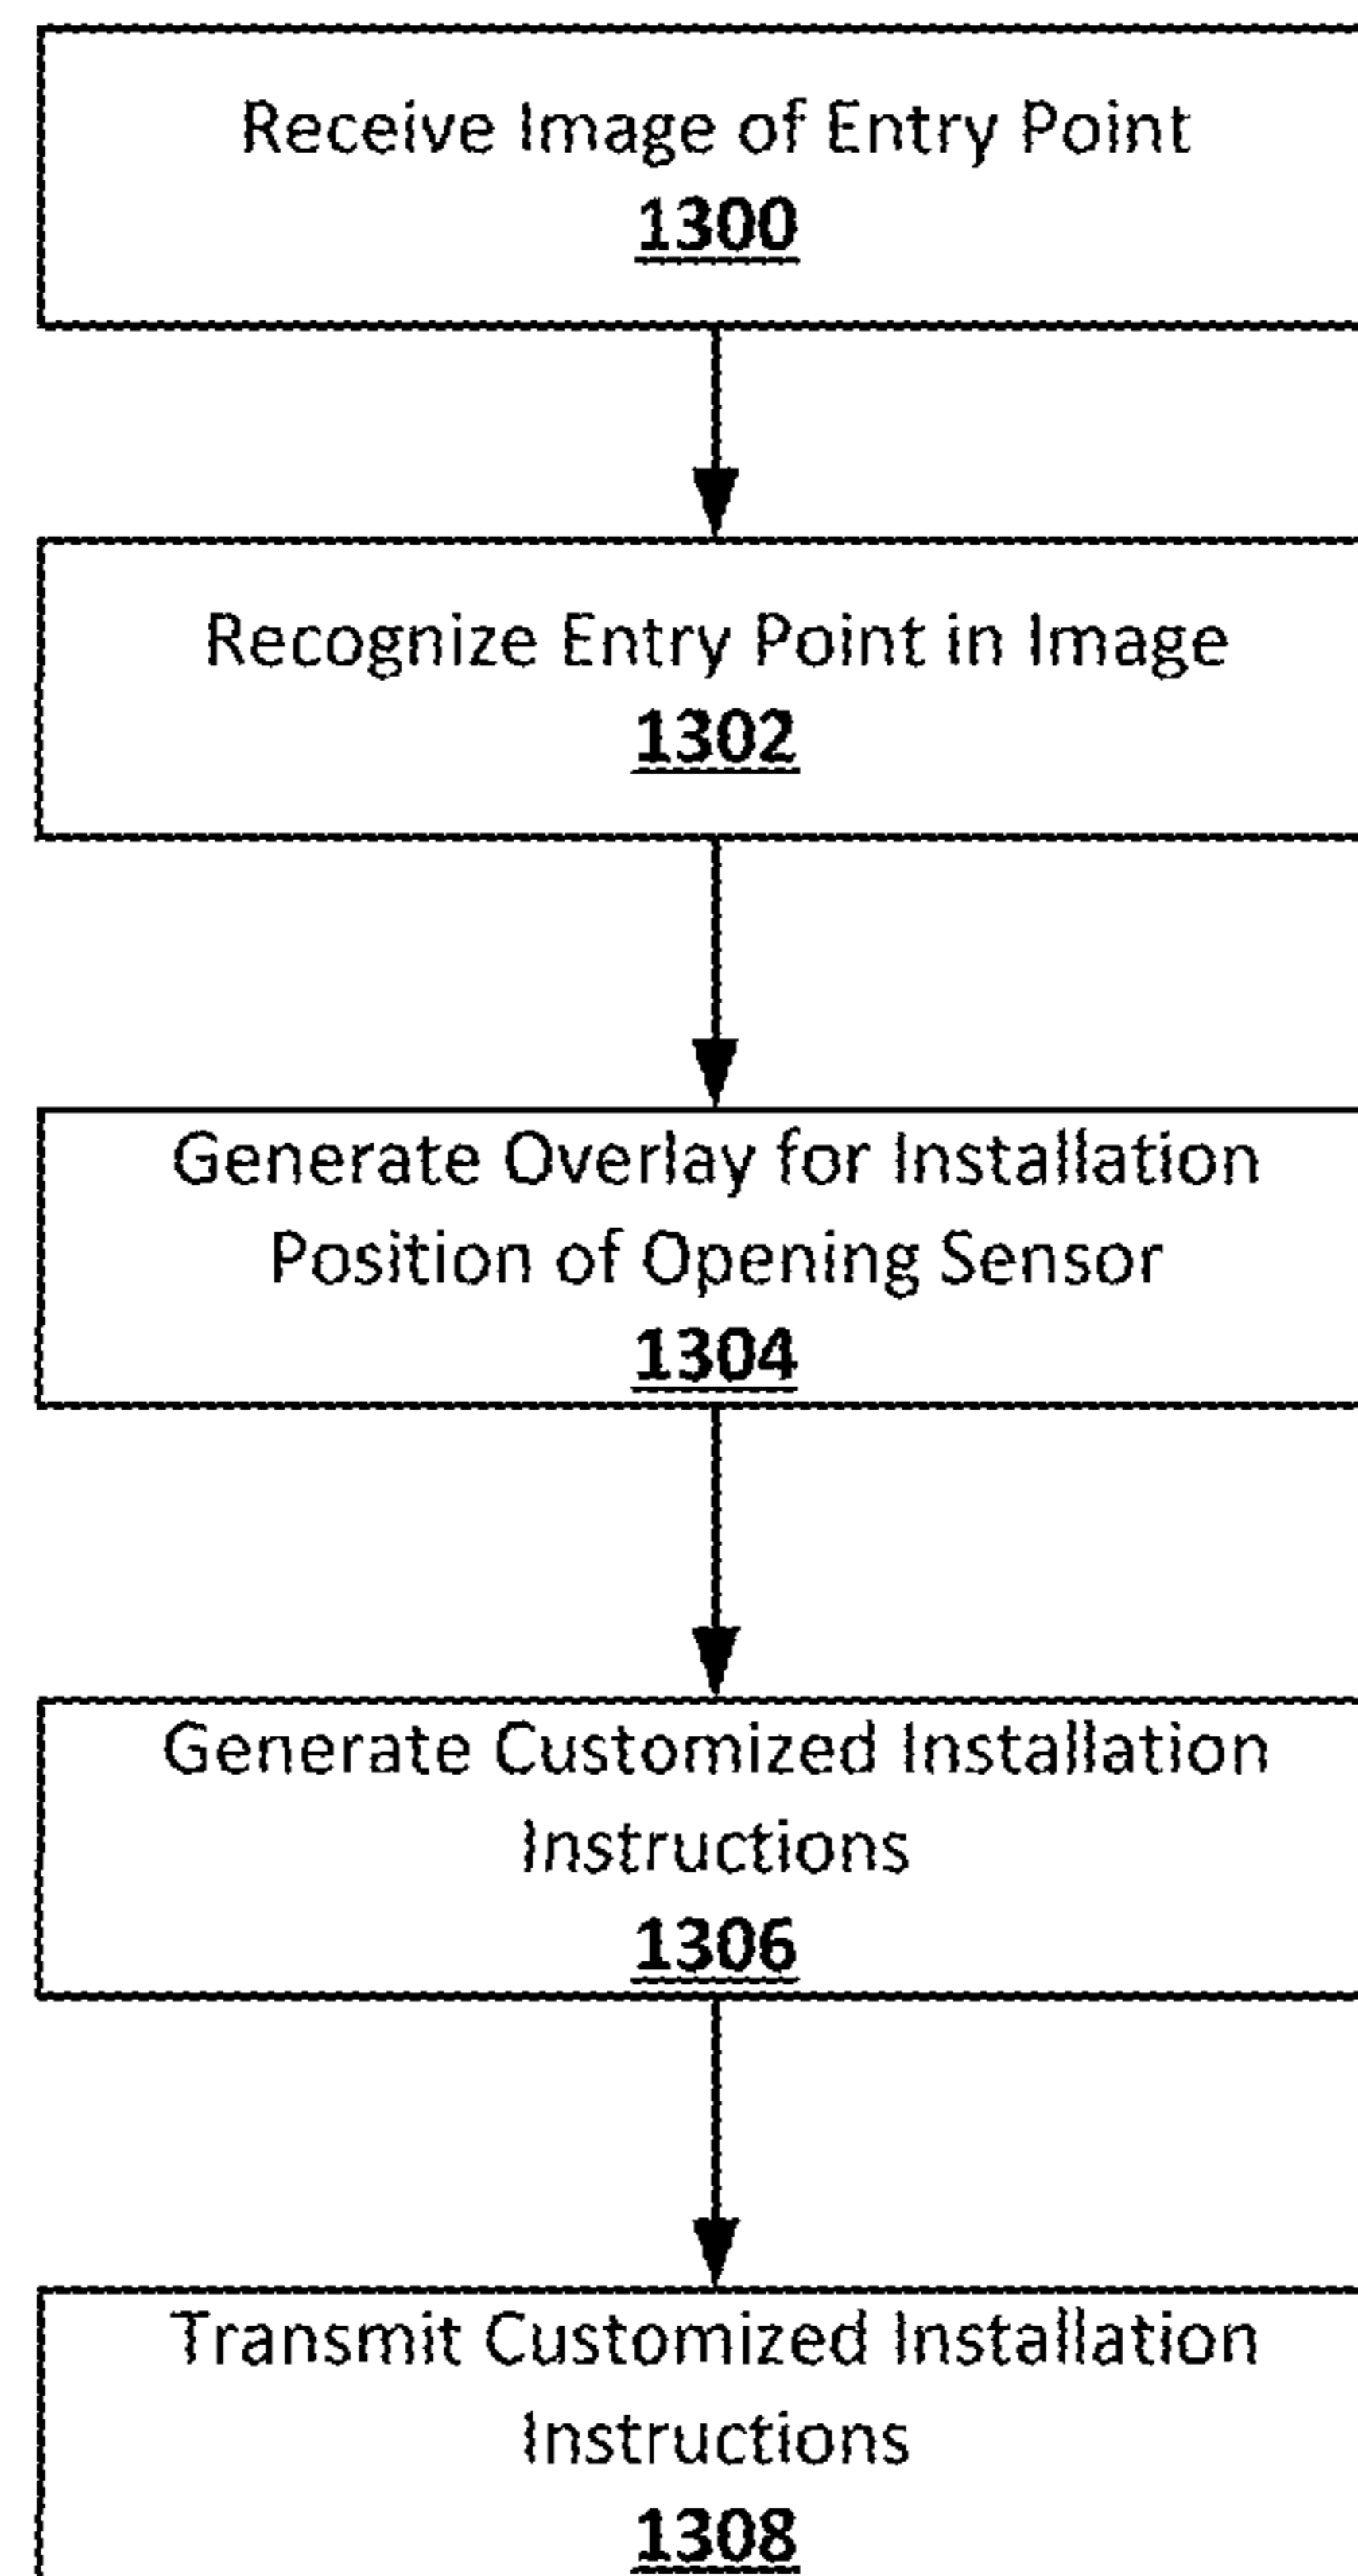 Receive Image of Entry Point
1300
Recognize Entry Point in Image
1302
Generate Overlay for Installation
Position of Opening Sensor
1304
Generate Customized Installation
Instructions
1306
Transmit Customized Installation
Instructions
1308